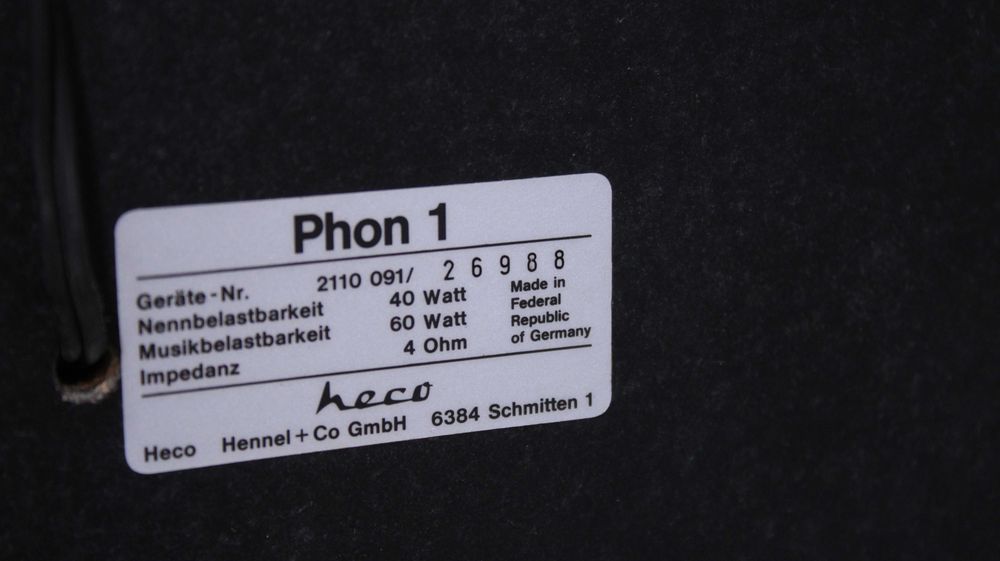 Phon 1
Geräte-Nr. 2110 091/ 26988
Nennbelastbarkeit 40 Watt
Musikbelastbarkeit 60 Watt
Impedanz 4 Ohm
Made in
Federal
Republic
of Germany
heco
Heco Hennel+Co GmbH 6384 Schmitten 1